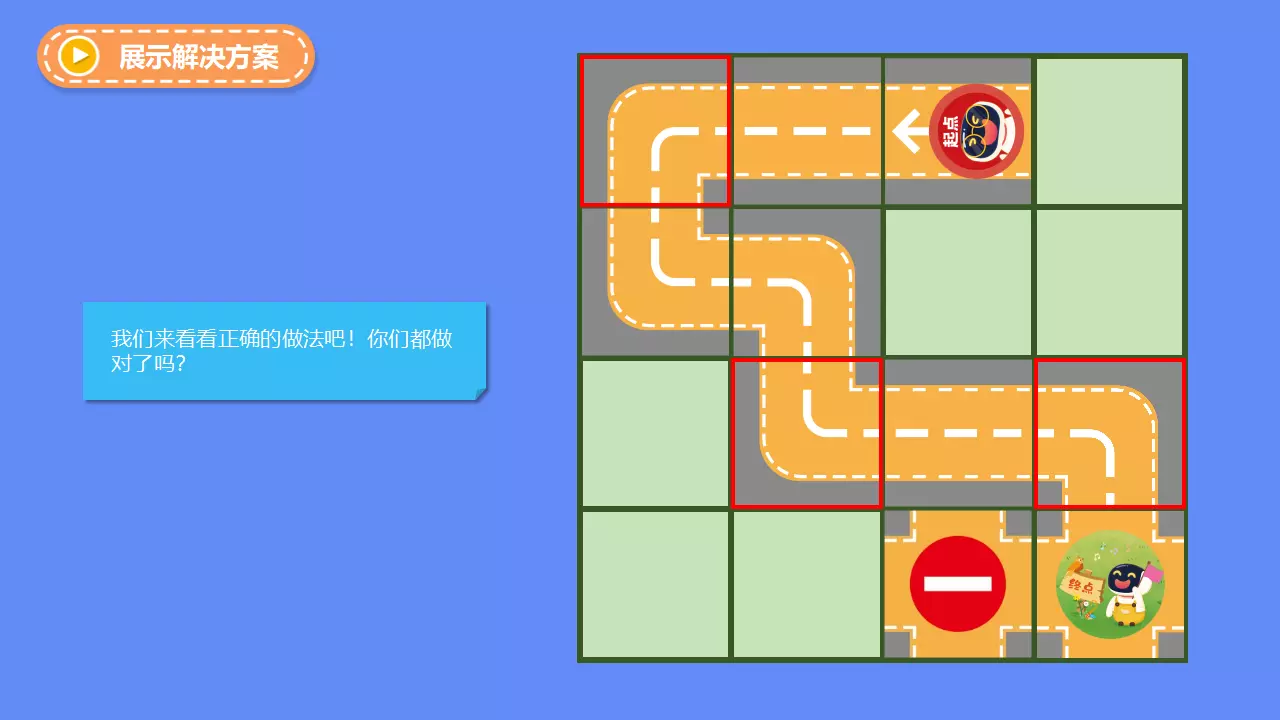 展示解决方案
起点
我们来看看正确的做法吧！你们都做
对了吗？
终点